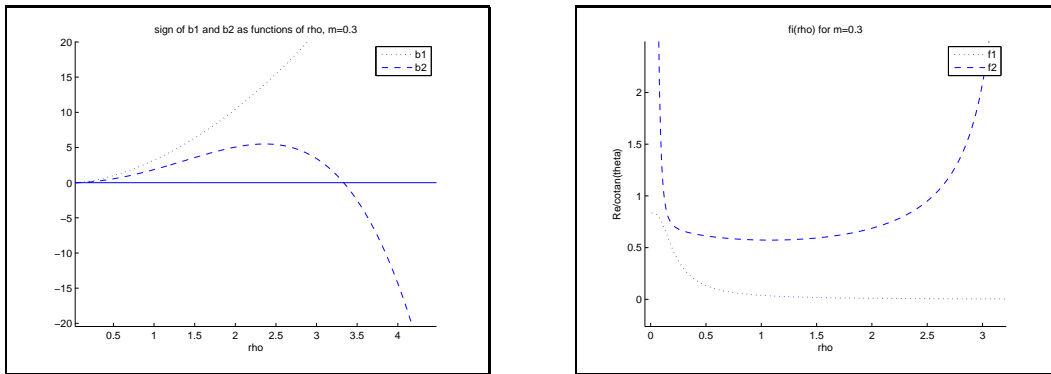 sign of b1 and b2 as functions of rho, m=0.3
b1
b2
20
15
10
5
0
−5
−10
−15
−20
0.5 1 1.5 2 2.5 3 3.5 4
rho
fi(rho) for m=0.3
f1
f2
Re/cotan(theta)
2
1.5
1
0.5
0
0 0.5 1 1.5 2 2.5 3
rho